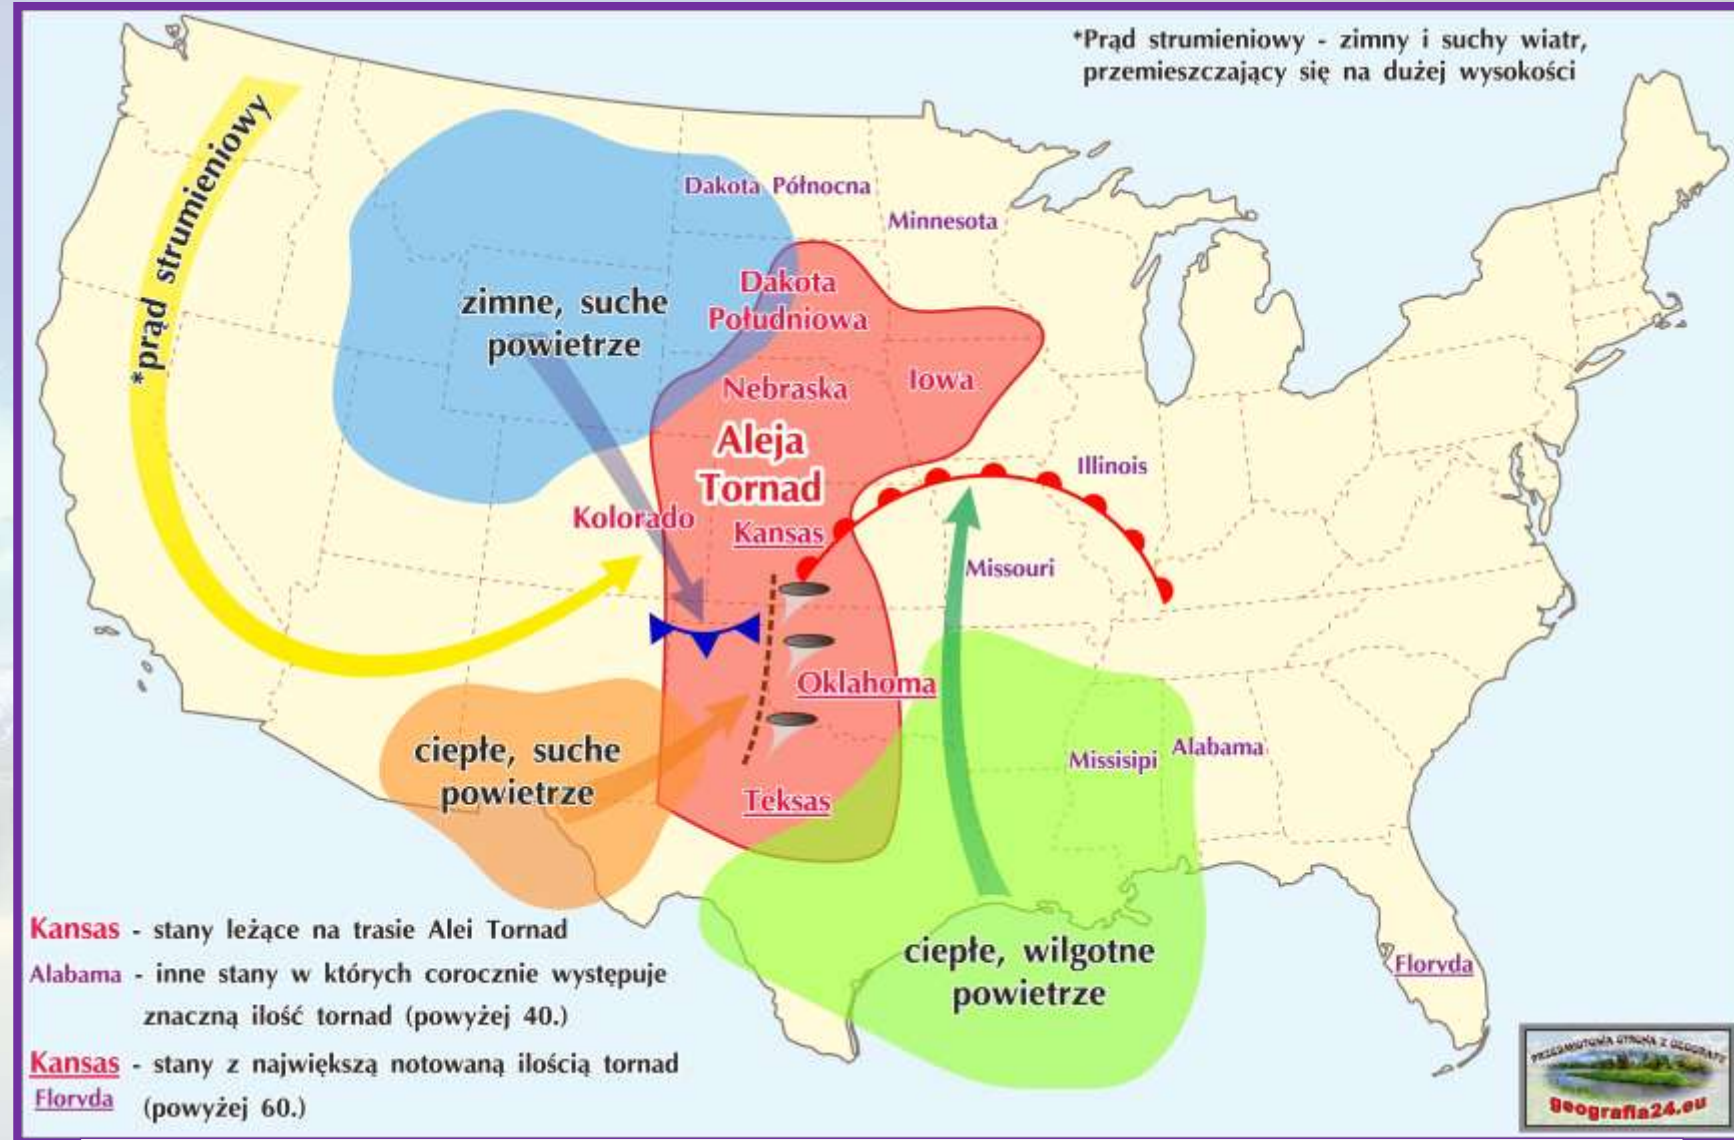 *Prąd strumieniowy - zimny i suchy wiatr,
przemieszczający się na dużej wysokości
*prąd strumieniowy
Dakota Północna
Minnesota
zimne, suche
powietrze
Dakota
Południowa
Nebraska
Iowa
Aleja
Tornad
Illinois
Kolorado
Kansas
Missouri
Oklahoma
ciepłe, suche
powietrze
Missisipi
Alabama
Teksas
ciepłe, wilgotne
powietrze
Floryda
Kansas - stany leżące na trasie Alei Tornad
Alabama - inne stany w których corocznie występuje
znaczną ilość tornad (powyżej 40.)
Kansas - stany z największą notowaną ilością tornad
Floryda (powyżej 60.)
PRZEDMIOTOWA STRONA Z GEOGRAFII
geografia24.eu